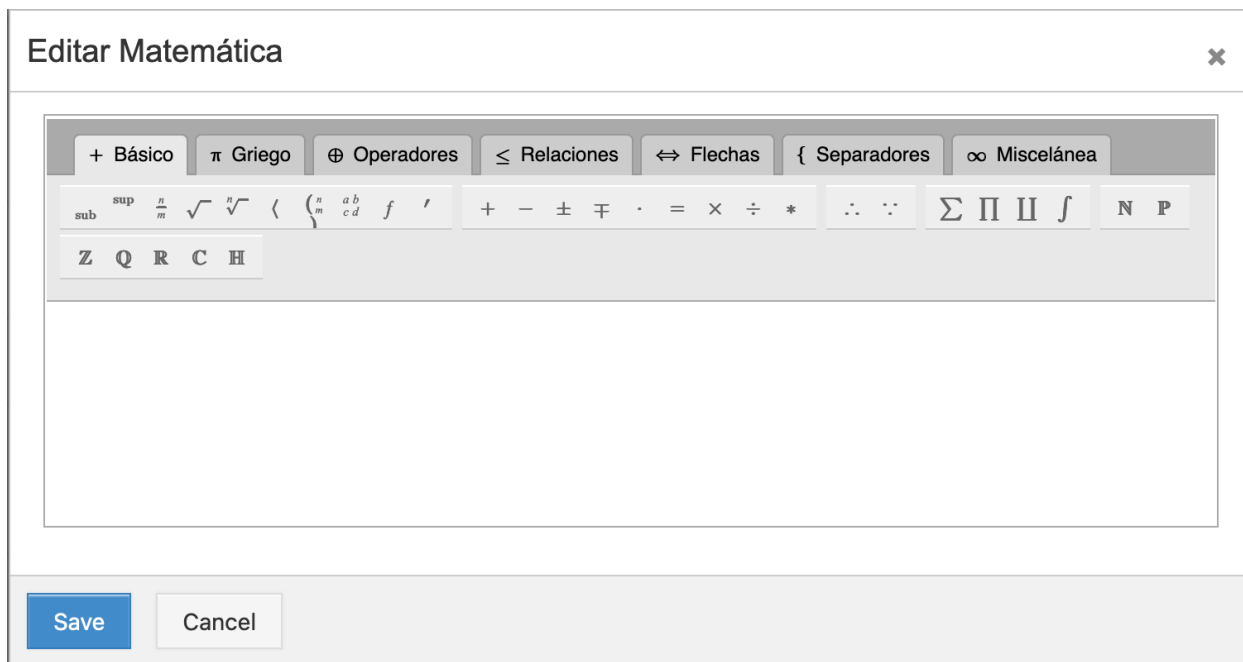 Editar Matemática ✖
+ Básico π Griego ⊕ Operadores ≤ Relaciones ⇔ Flechas { Separadores ∞ Miscelánea
sub sup n/m √ ⁿ√ ⟨ (n m) a b c d f ′ + − ± ∓ · = × ÷ ∗ ∴ ∵ ∑ ∏ ∐ ∫ ℕ ℙ
ℤ ℚ ℝ ℂ ℍ
Save Cancel